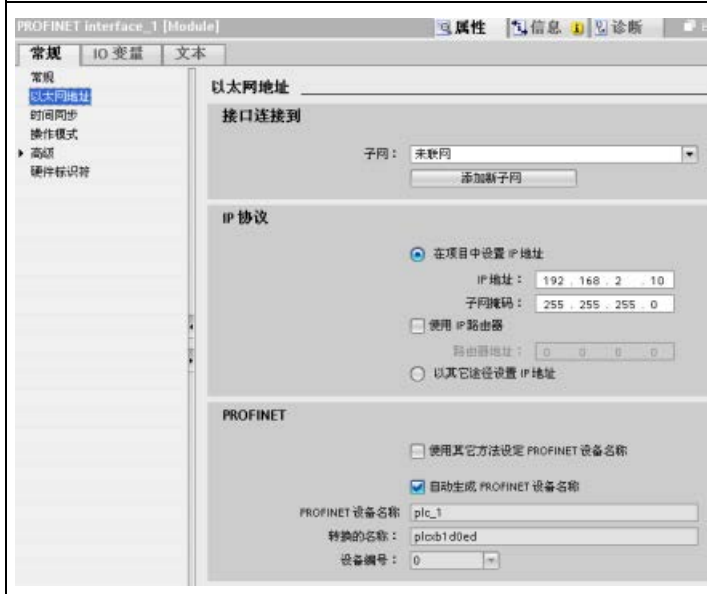 PROFINET interface_1 [Module]
属性 信息 诊断
常规 IO 变量 文本
常规
以太网地址
时间同步
操作模式
高级
硬件标识符
以太网地址
接口连接到
子网： 未联网
添加新子网
IP 协议
在项目中设置 IP 地址
IP 地址： 192 . 168 . 2 . 10
子网掩码： 255 . 255 . 255 . 0
使用 IP 路由器
路由器地址： 0 . 0 . 0 . 0
以其它途径设置 IP 地址
PROFINET
使用其它方法设定 PROFINET 设备名称
自动生成 PROFINET 设备名称
PROFINET 设备名称 plc_1
转换的名称： plcxb1d0ed
设备编号： 0